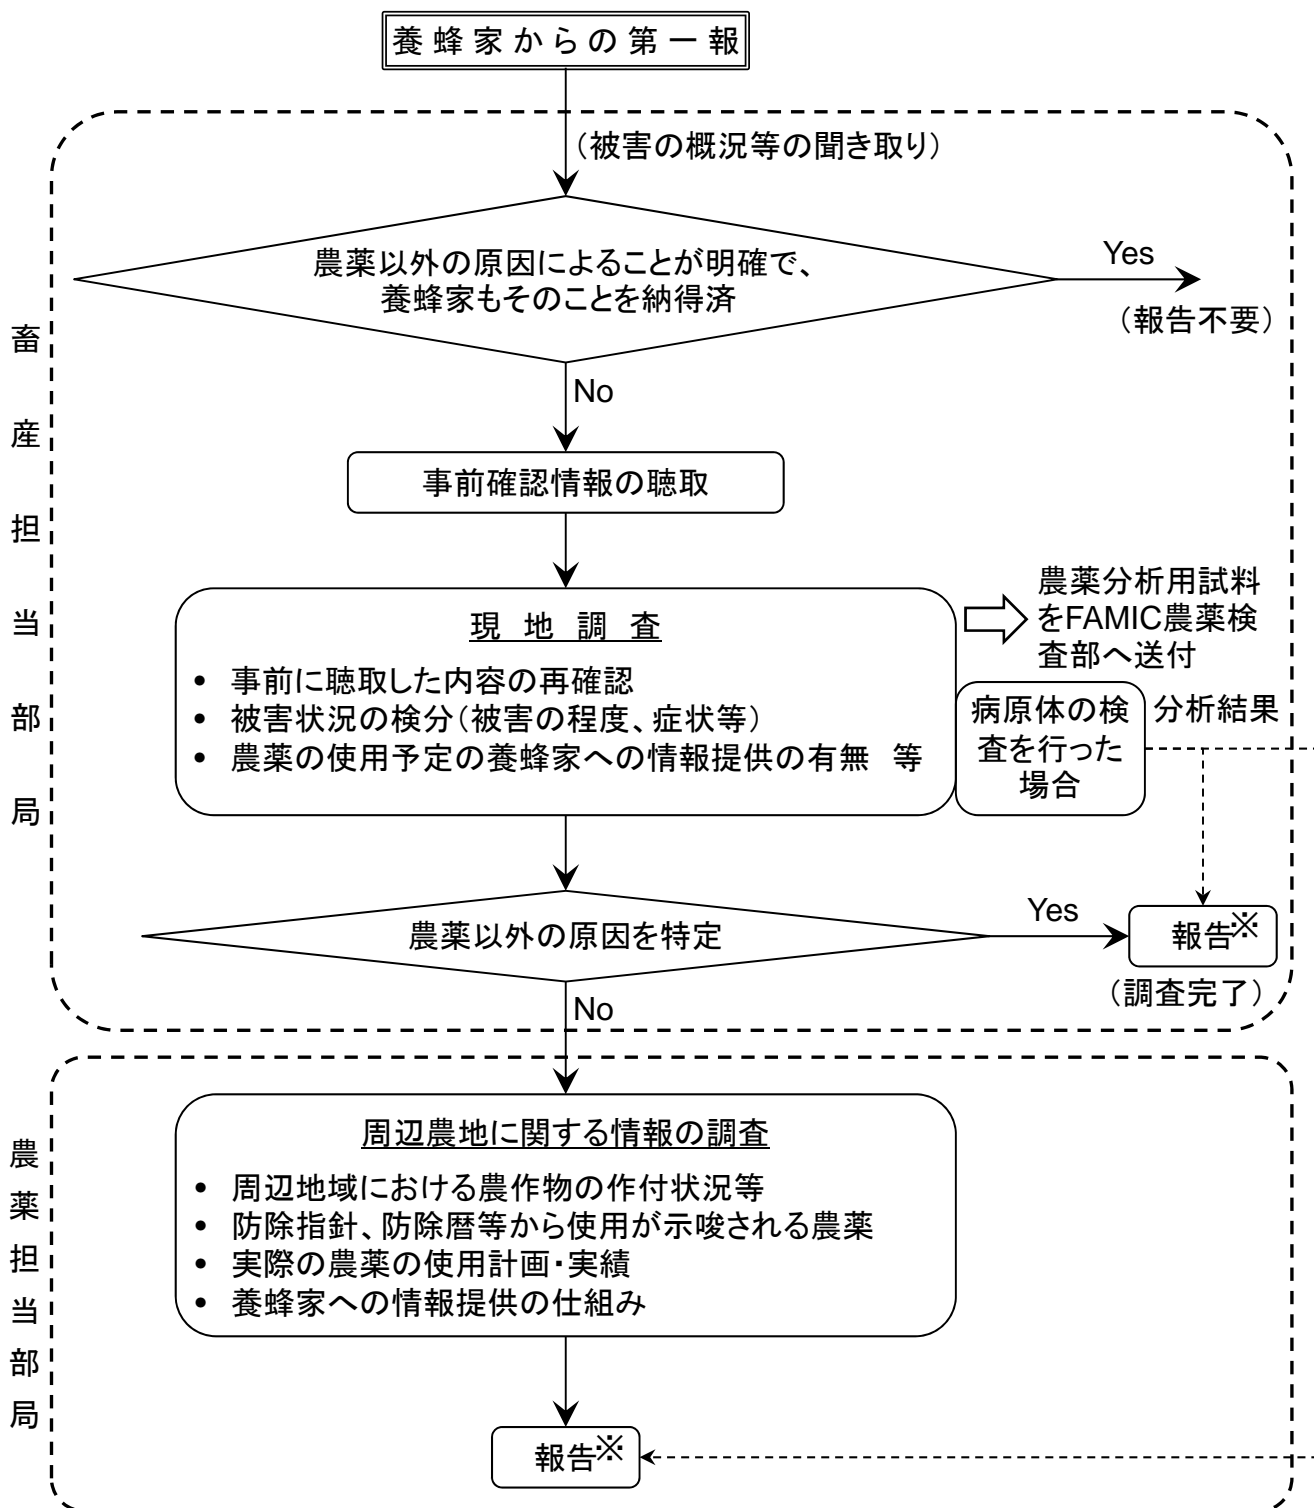 養蜂家からの第一報
（被害の概況等の聞き取り）
農薬以外の原因によることが明確で、
養蜂家もそのことを納得済
Yes
（報告不要）
No
事前確認情報の聴取
畜産担当部局
現地調査
• 事前に聴取した内容の再確認
• 被害状況の検分（被害の程度、症状等）
• 農薬の使用予定の養蜂家への情報提供の有無　等
農薬分析用試料
をFAMIC農薬検
査部へ送付
病原体の検
査を行った
場合
分析結果
農薬以外の原因を特定
Yes
報告※
（調査完了）
No
農薬担当部局
周辺農地に関する情報の調査
• 周辺地域における農作物の作付状況等
• 防除指針、防除暦等から使用が示唆される農薬
• 実際の農薬の使用計画・実績
• 養蜂家への情報提供の仕組み
報告※